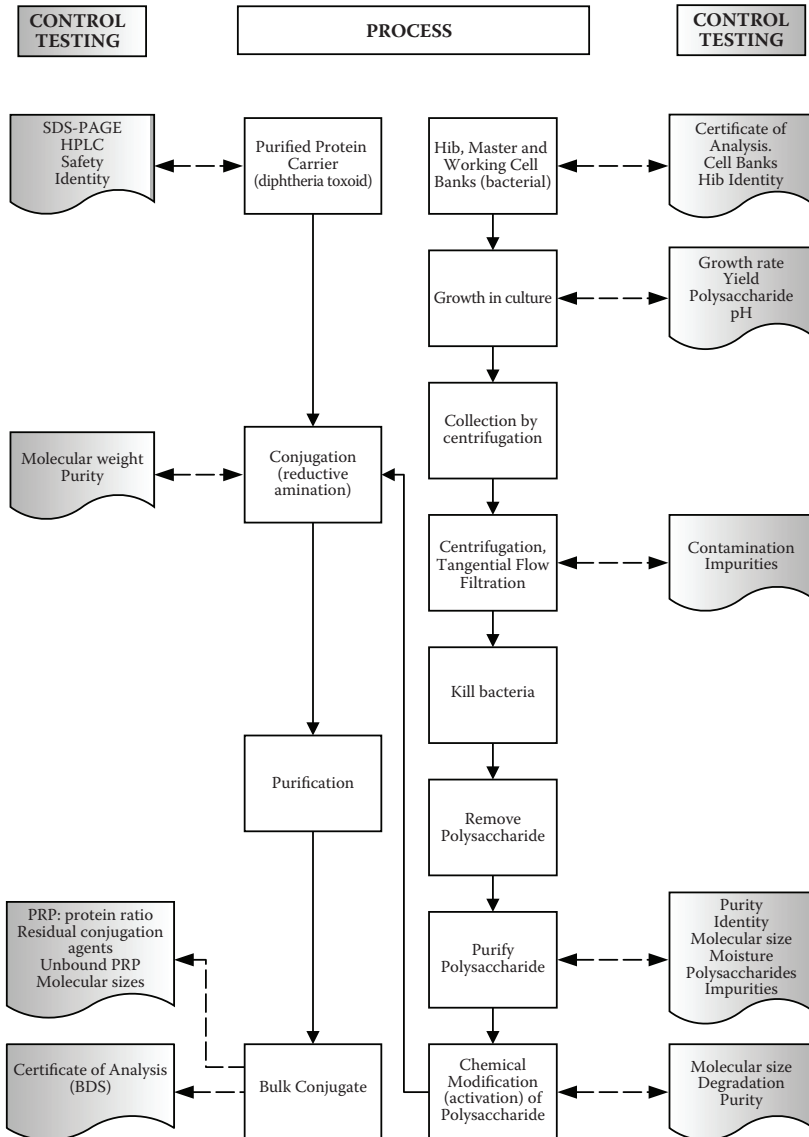 CONTROL
TESTING
PROCESS
CONTROL
TESTING
SDS-PAGE
HPLC
Safety
Identity
Purified Protein
Carrier
(diphtheria toxoid)
Hib, Master and
Working Cell
Banks (bacterial)
Certificate of
Analysis.
Cell Banks
Hib Identity
Growth in culture
Growth rate
Yield
Polysaccharide
pH
Collection by
centrifugation
Molecular weight
Purity
Conjugation
(reductive
amination)
Centrifugation,
Tangential Flow
Filtration
Contamination
Impurities
Kill bacteria
Purification
Remove
Polysaccharide
PRP: protein ratio
Residual conjugation
agents
Unbound PRP
Molecular sizes
Purify
Polysaccharide
Purity
Identity
Molecular size
Moisture
Polysaccharides
Impurities
Certificate of Analysis
(BDS)
Bulk Conjugate
Chemical
Modification
(activation) of
Polysaccharide
Molecular size
Degradation
Purity